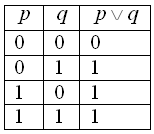 p q p ∨ q
0 0 0
0 1 1
1 0 1
1 1 1